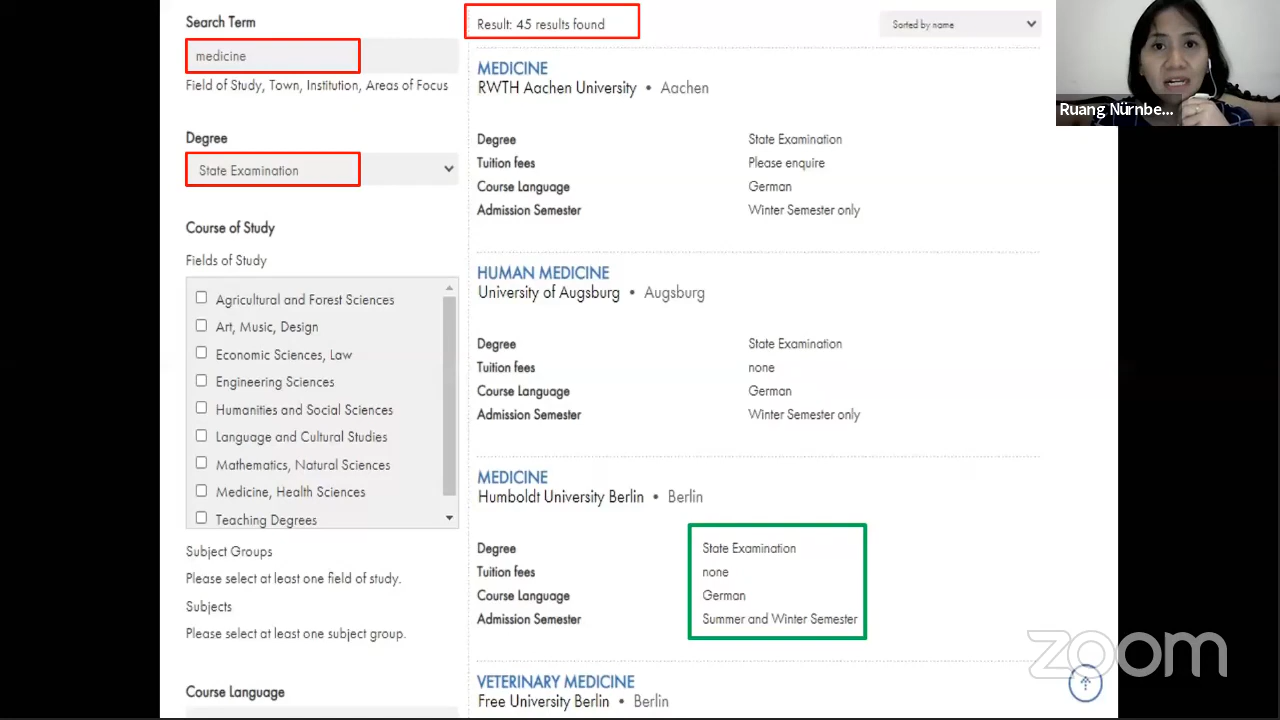 Search Term
medicine
Field of Study, Town, Institution, Areas of Focus
Degree
State Examination
Course of Study
Fields of Study
Agricultural and Forest Sciences
Art, Music, Design
Economic Sciences, Law
Engineering Sciences
Humanities and Social Sciences
Language and Cultural Studies
Mathematics, Natural Sciences
Medicine, Health Sciences
Teaching Degrees
Subject Groups
Please select at least one field of study.
Subjects
Please select at least one subject group.
Course Language
Result: 45 results found
Sorted by name
MEDICINE
RWTH Aachen University • Aachen
Degree State Examination
Tuition fees Please enquire
Course Language German
Admission Semester Winter Semester only
HUMAN MEDICINE
University of Augsburg • Augsburg
Degree State Examination
Tuition fees none
Course Language German
Admission Semester Winter Semester only
MEDICINE
Humboldt University Berlin • Berlin
Degree State Examination
Tuition fees none
Course Language German
Admission Semester Summer and Winter Semester
VETERINARY MEDICINE
Free University Berlin • Berlin
Ruang Nürnbe...
zoom